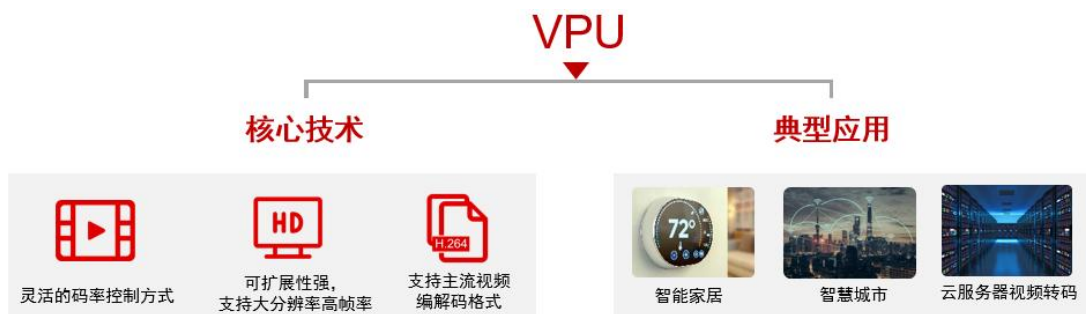 VPU
核心技术
典型应用
HD
H.264
灵活的码率控制方式
可扩展性强，
支持大分辨率高帧率
支持主流视频
编解码格式
72°
智能家居
智慧城市
云服务器视频转码